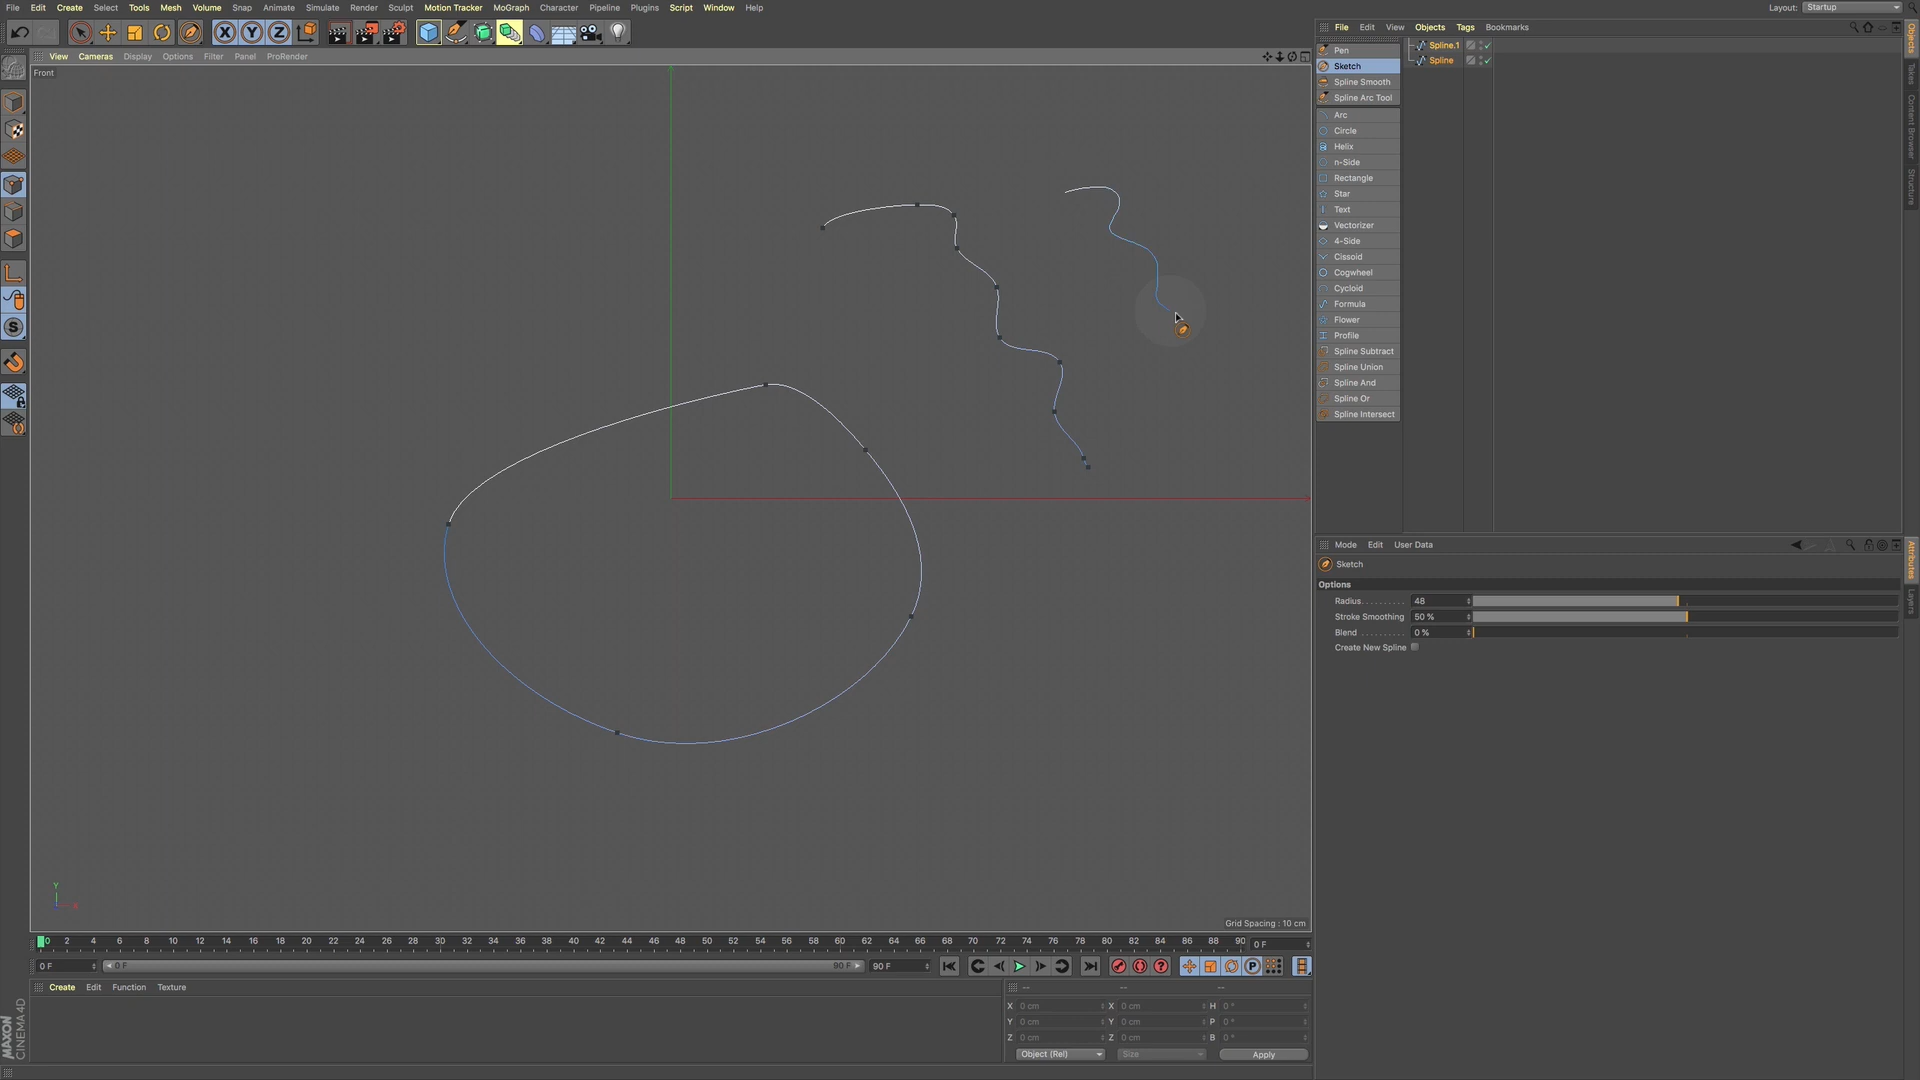 File Edit Create Select Tools Mesh Volume Snap Animate Simulate Render Sculpt Motion Tracker MoGraph Character Pipeline Plugins Script Window Help Layout: Startup
X Y Z
View Cameras Display Options Filter Panel ProRender
Front
S
Y
Grid Spacing : 10 cm
File Edit View Objects Tags Bookmarks
Pen
Sketch
Spline Smooth
Spline Arc Tool
Arc
Circle
Helix
n-Side
Rectangle
Star
Text
Vectorizer
4-Side
Cissoid
Cogwheel
Cycloid
Formula
Flower
Profile
Spline Subtract
Spline Union
Spline And
Spline Or
Spline Intersect
Spline.1
Spline
Objects
Takes
Content Browser
Structure
Mode Edit User Data
Sketch
Options
Radius......... 48
Stroke Smoothing 50 %
Blend .......... 0 %
Create New Spline
Attributes
Layers
0 2 4 6 8 10 12 14 16 18 20 22 24 26 28 30 32 34 36 38 40 42 44 46 48 50 52 54 56 58 60 62 64 66 68 70 72 74 76 78 80 82 84 86 88 90 0 F
0 F 0 F 90 F 90 F
? P
Create Edit Function Texture
-- -- --
X 0 cm X 0 cm H 0 °
Y 0 cm Y 0 cm P 0 °
Z 0 cm Z 0 cm B 0 °
Object (Rel) Size Apply
MAXON
CINEMA 4D